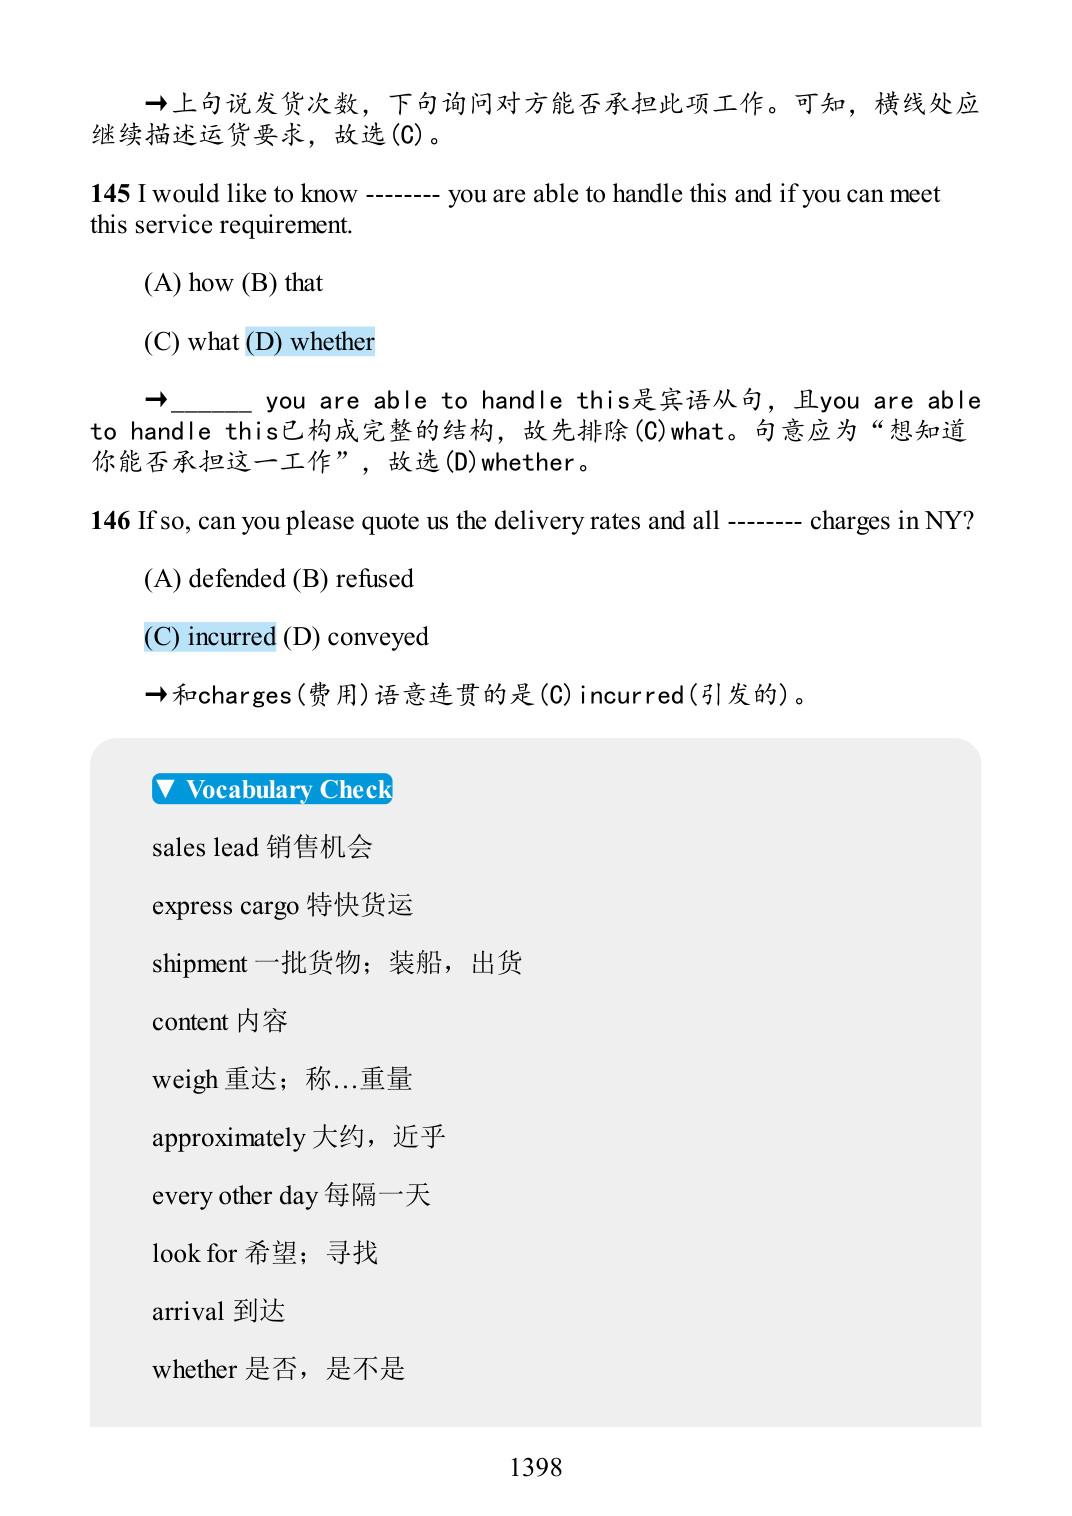 →上句说发货次数，下句询问对方能否承担此项工作。可知，横线处应
继续描述运货要求，故选(C)。
145 I would like to know -------- you are able to handle this and if you can meet
this service requirement.
(A) how (B) that
(C) what (D) whether
→______ you are able to handle this是宾语从句，且you are able
to handle this已构成完整的结构，故先排除(C)what。句意应为“想知道
你能否承担这一工作”，故选(D)whether。
146 If so, can you please quote us the delivery rates and all -------- charges in NY?
(A) defended (B) refused
(C) incurred (D) conveyed
→和charges(费用)语意连贯的是(C)incurred(引发的)。
▼ Vocabulary Check
sales lead 销售机会
express cargo 特快货运
shipment 一批货物；装船，出货
content 内容
weigh 重达；称…重量
approximately 大约，近乎
every other day 每隔一天
look for 希望；寻找
arrival 到达
whether 是否，是不是
1398